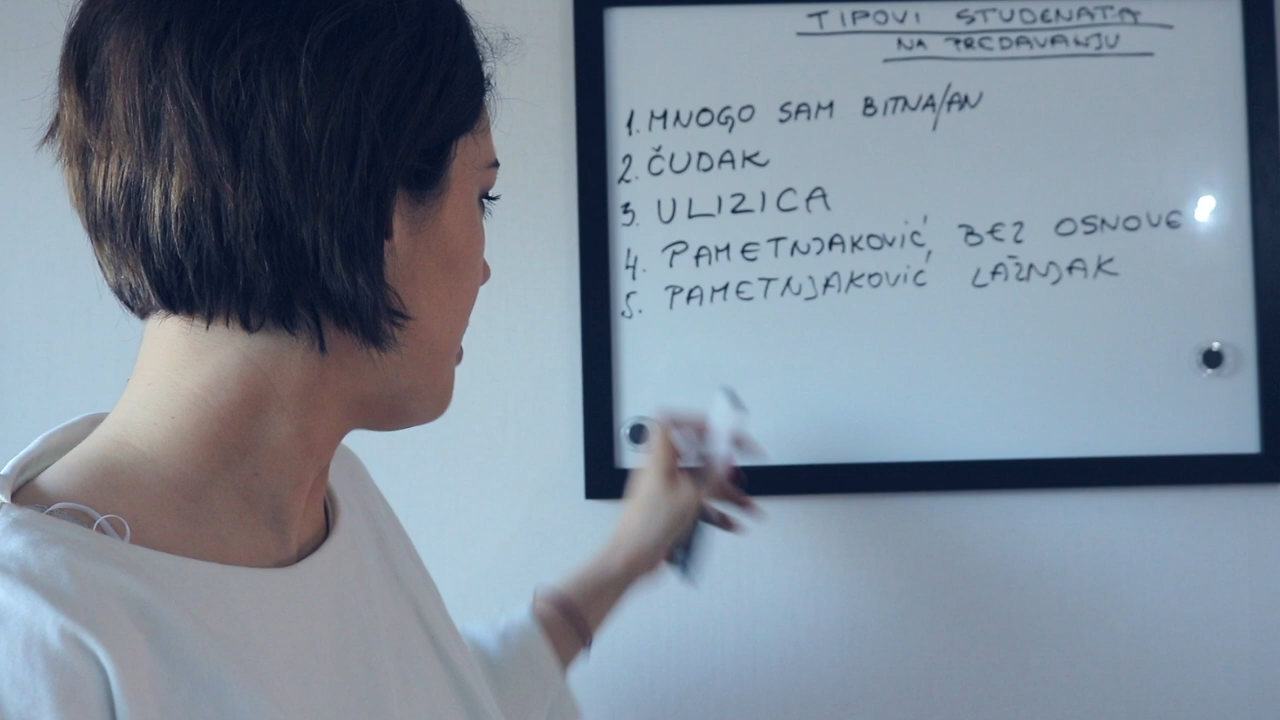 TIPOVI STUDENATA
NA PREDAVANJU
1. MNOGO SAM BITNA/AN
2. ČUDAK
3. ULIZICA
4. PAMETNJAKOVIĆ BEZ OSNOVE
5. PAMETNJAKOVIĆ LAŽNJAK